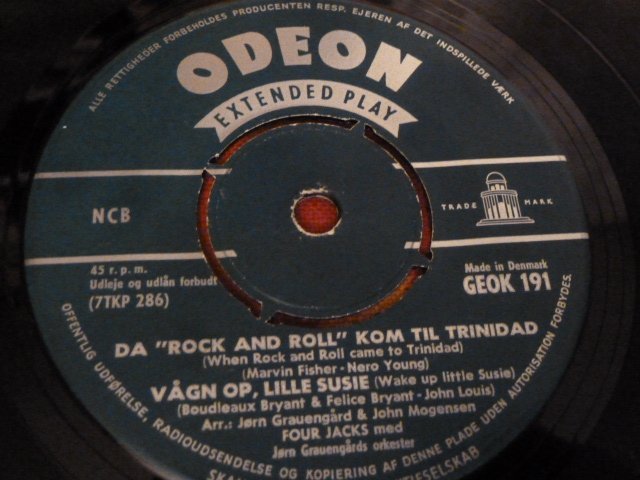 ALLE RETTIGHEDER FORBEHOLDES PRODUCENTEN RESP. EJEREN AF DET INDSPILLEDE VÆRK
ODEON
EXTENDED PLAY
NCB
TRADE MARK
45 r.p.m.
Udleje og udlån forbudt
(7TKP 286)
Made in Denmark
GEOK 191
DA "ROCK AND ROLL" KOM TIL TRINIDAD
(When Rock and Roll came to Trinidad)
(Marvin Fisher - Nero Young)
VÅGN OP, LILLE SUSIE (Wake up little Susie)
(Boudleaux Bryant & Felice Bryant - John Louis)
Arr.: Jørn Grauengård & John Mogensen
FOUR JACKS med
Jørn Grauengårds orkester
OFFENTLIG UDFØRELSE, RADIOUDSENDELSE OG KOPIERING AF DENNE PLADE UDEN AUTORISATION FORBYDES.